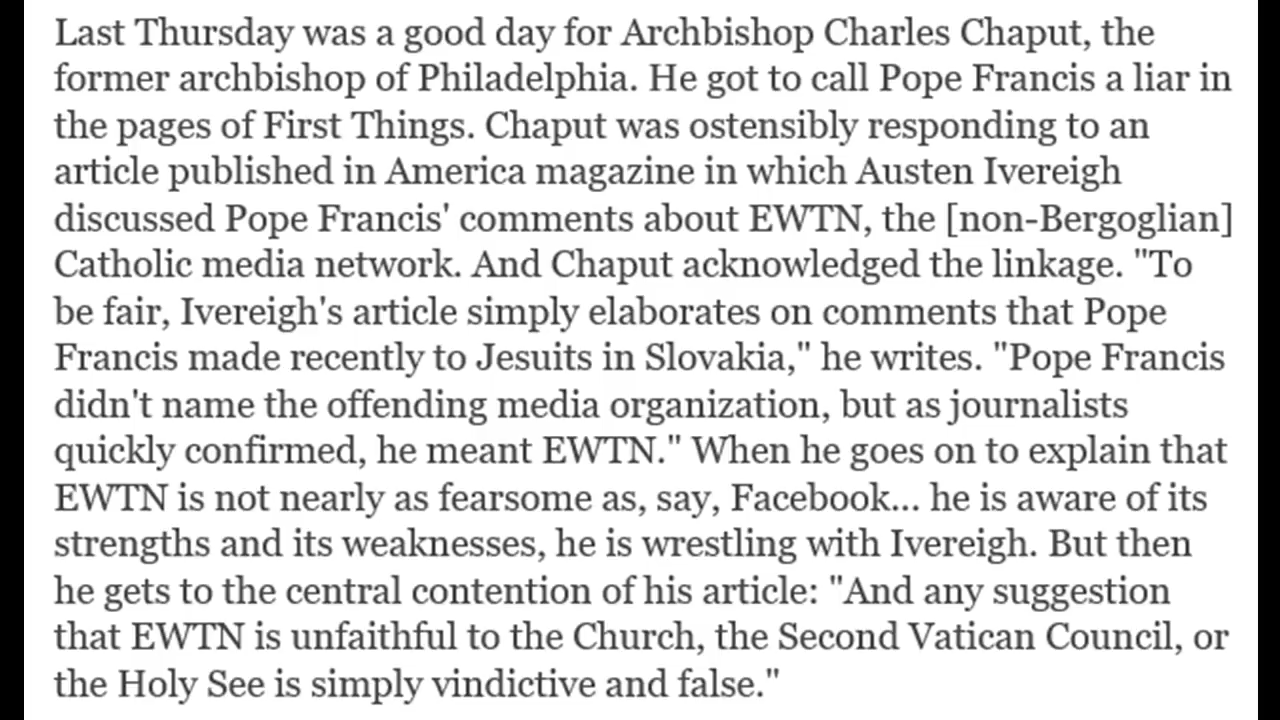 Last Thursday was a good day for Archbishop Charles Chaput, the
former archbishop of Philadelphia. He got to call Pope Francis a liar in
the pages of First Things. Chaput was ostensibly responding to an
article published in America magazine in which Austen Ivereigh
discussed Pope Francis' comments about EWTN, the [non-Bergoglian]
Catholic media network. And Chaput acknowledged the linkage. "To
be fair, Ivereigh's article simply elaborates on comments that Pope
Francis made recently to Jesuits in Slovakia," he writes. "Pope Francis
didn't name the offending media organization, but as journalists
quickly confirmed, he meant EWTN." When he goes on to explain that
EWTN is not nearly as fearsome as, say, Facebook... he is aware of its
strengths and its weaknesses, he is wrestling with Ivereigh. But then
he gets to the central contention of his article: "And any suggestion
that EWTN is unfaithful to the Church, the Second Vatican Council, or
the Holy See is simply vindictive and false."